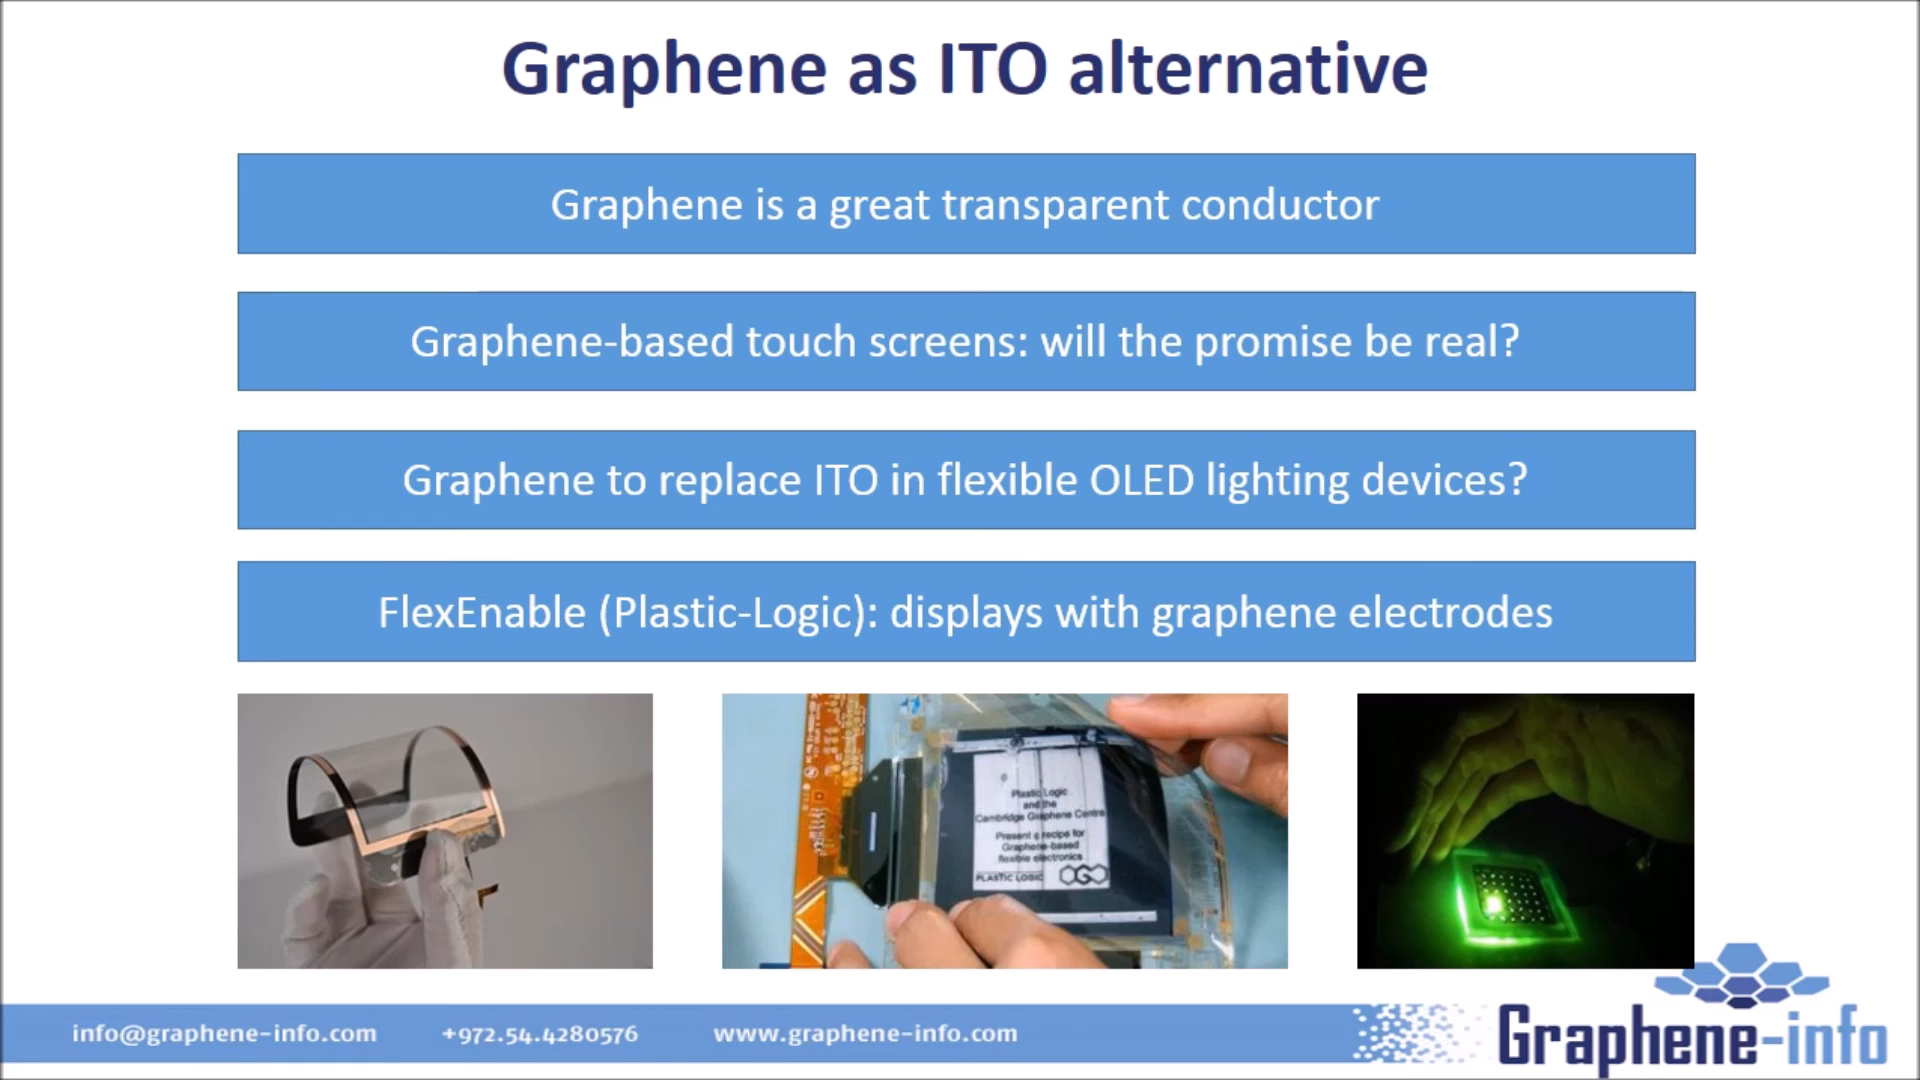 Graphene as ITO alternative
Graphene is a great transparent conductor
Graphene-based touch screens: will the promise be real?
Graphene to replace ITO in flexible OLED lighting devices?
FlexEnable (Plastic-Logic): displays with graphene electrodes
Plastic Logic
and the
Cambridge Graphene Centre
Present a recipe for
Graphene-based
flexible electronics
PLASTIC LOGIC
info@graphene-info.com
+972.54.4280576
www.graphene-info.com
Graphene-info